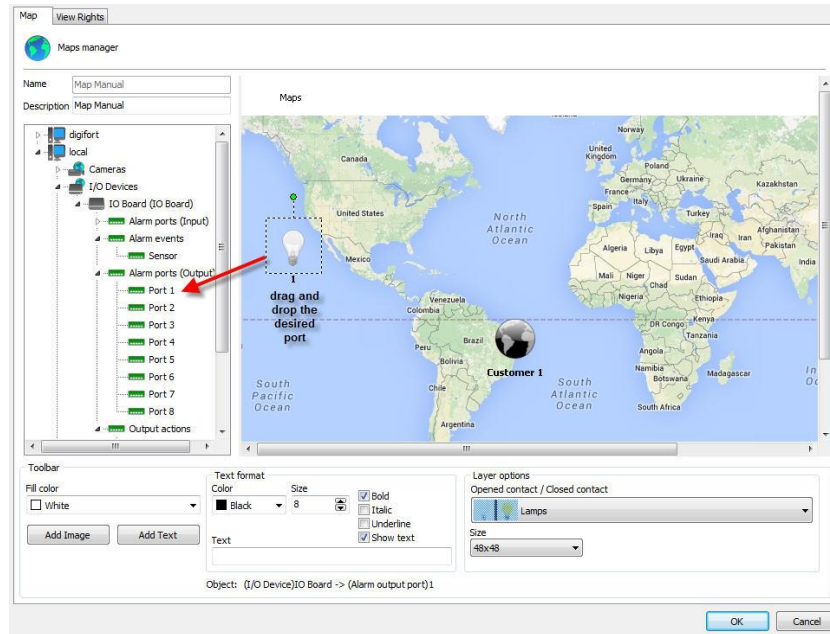 Map
View Rights
Maps manager
Name
Map Manual
Description
Map Manual
digifort
local
Cameras
I/O Devices
IO Board (IO Board)
Alarm ports (Input)
Alarm events
Sensor
Alarm ports (Output)
Port 1
Port 2
Port 3
Port 4
Port 5
Port 6
Port 7
Port 8
Output actions
Maps
Norway
United
Kingdom
Poland
Germany
Ukraine
Kazakhstan
France
Italy
Spain
Turkey
Canada
United States
North
Atlantic
Ocean
Iraq
Iran
Afghanistan
Pakistan
Algeria
Libya
Egypt
Saudi Arabia
India
Mexico
Mali
Niger
Sudan
Chad
Nigeria
Ethiopia
Venezuela
Colombia
Kenya
DR Congo
Tanzania
Brazil
Peru
Angola
Bolivia
Namibia
Botswana
Madagascar
Chile
South
Pacific
Ocean
South
Atlantic
Ocean
South Africa
Argentina
1
drag and
drop the
desired
port
Customer 1
Toolbar
Fill color
White
Add Image
Add Text
Text format
Color
Size
Black
8
Bold
Italic
Underline
Show text
Text
Layer options
Opened contact / Closed contact
Lamps
Size
48x48
Object: (I/O Device)IO Board -> (Alarm output port)1
OK
Cancel